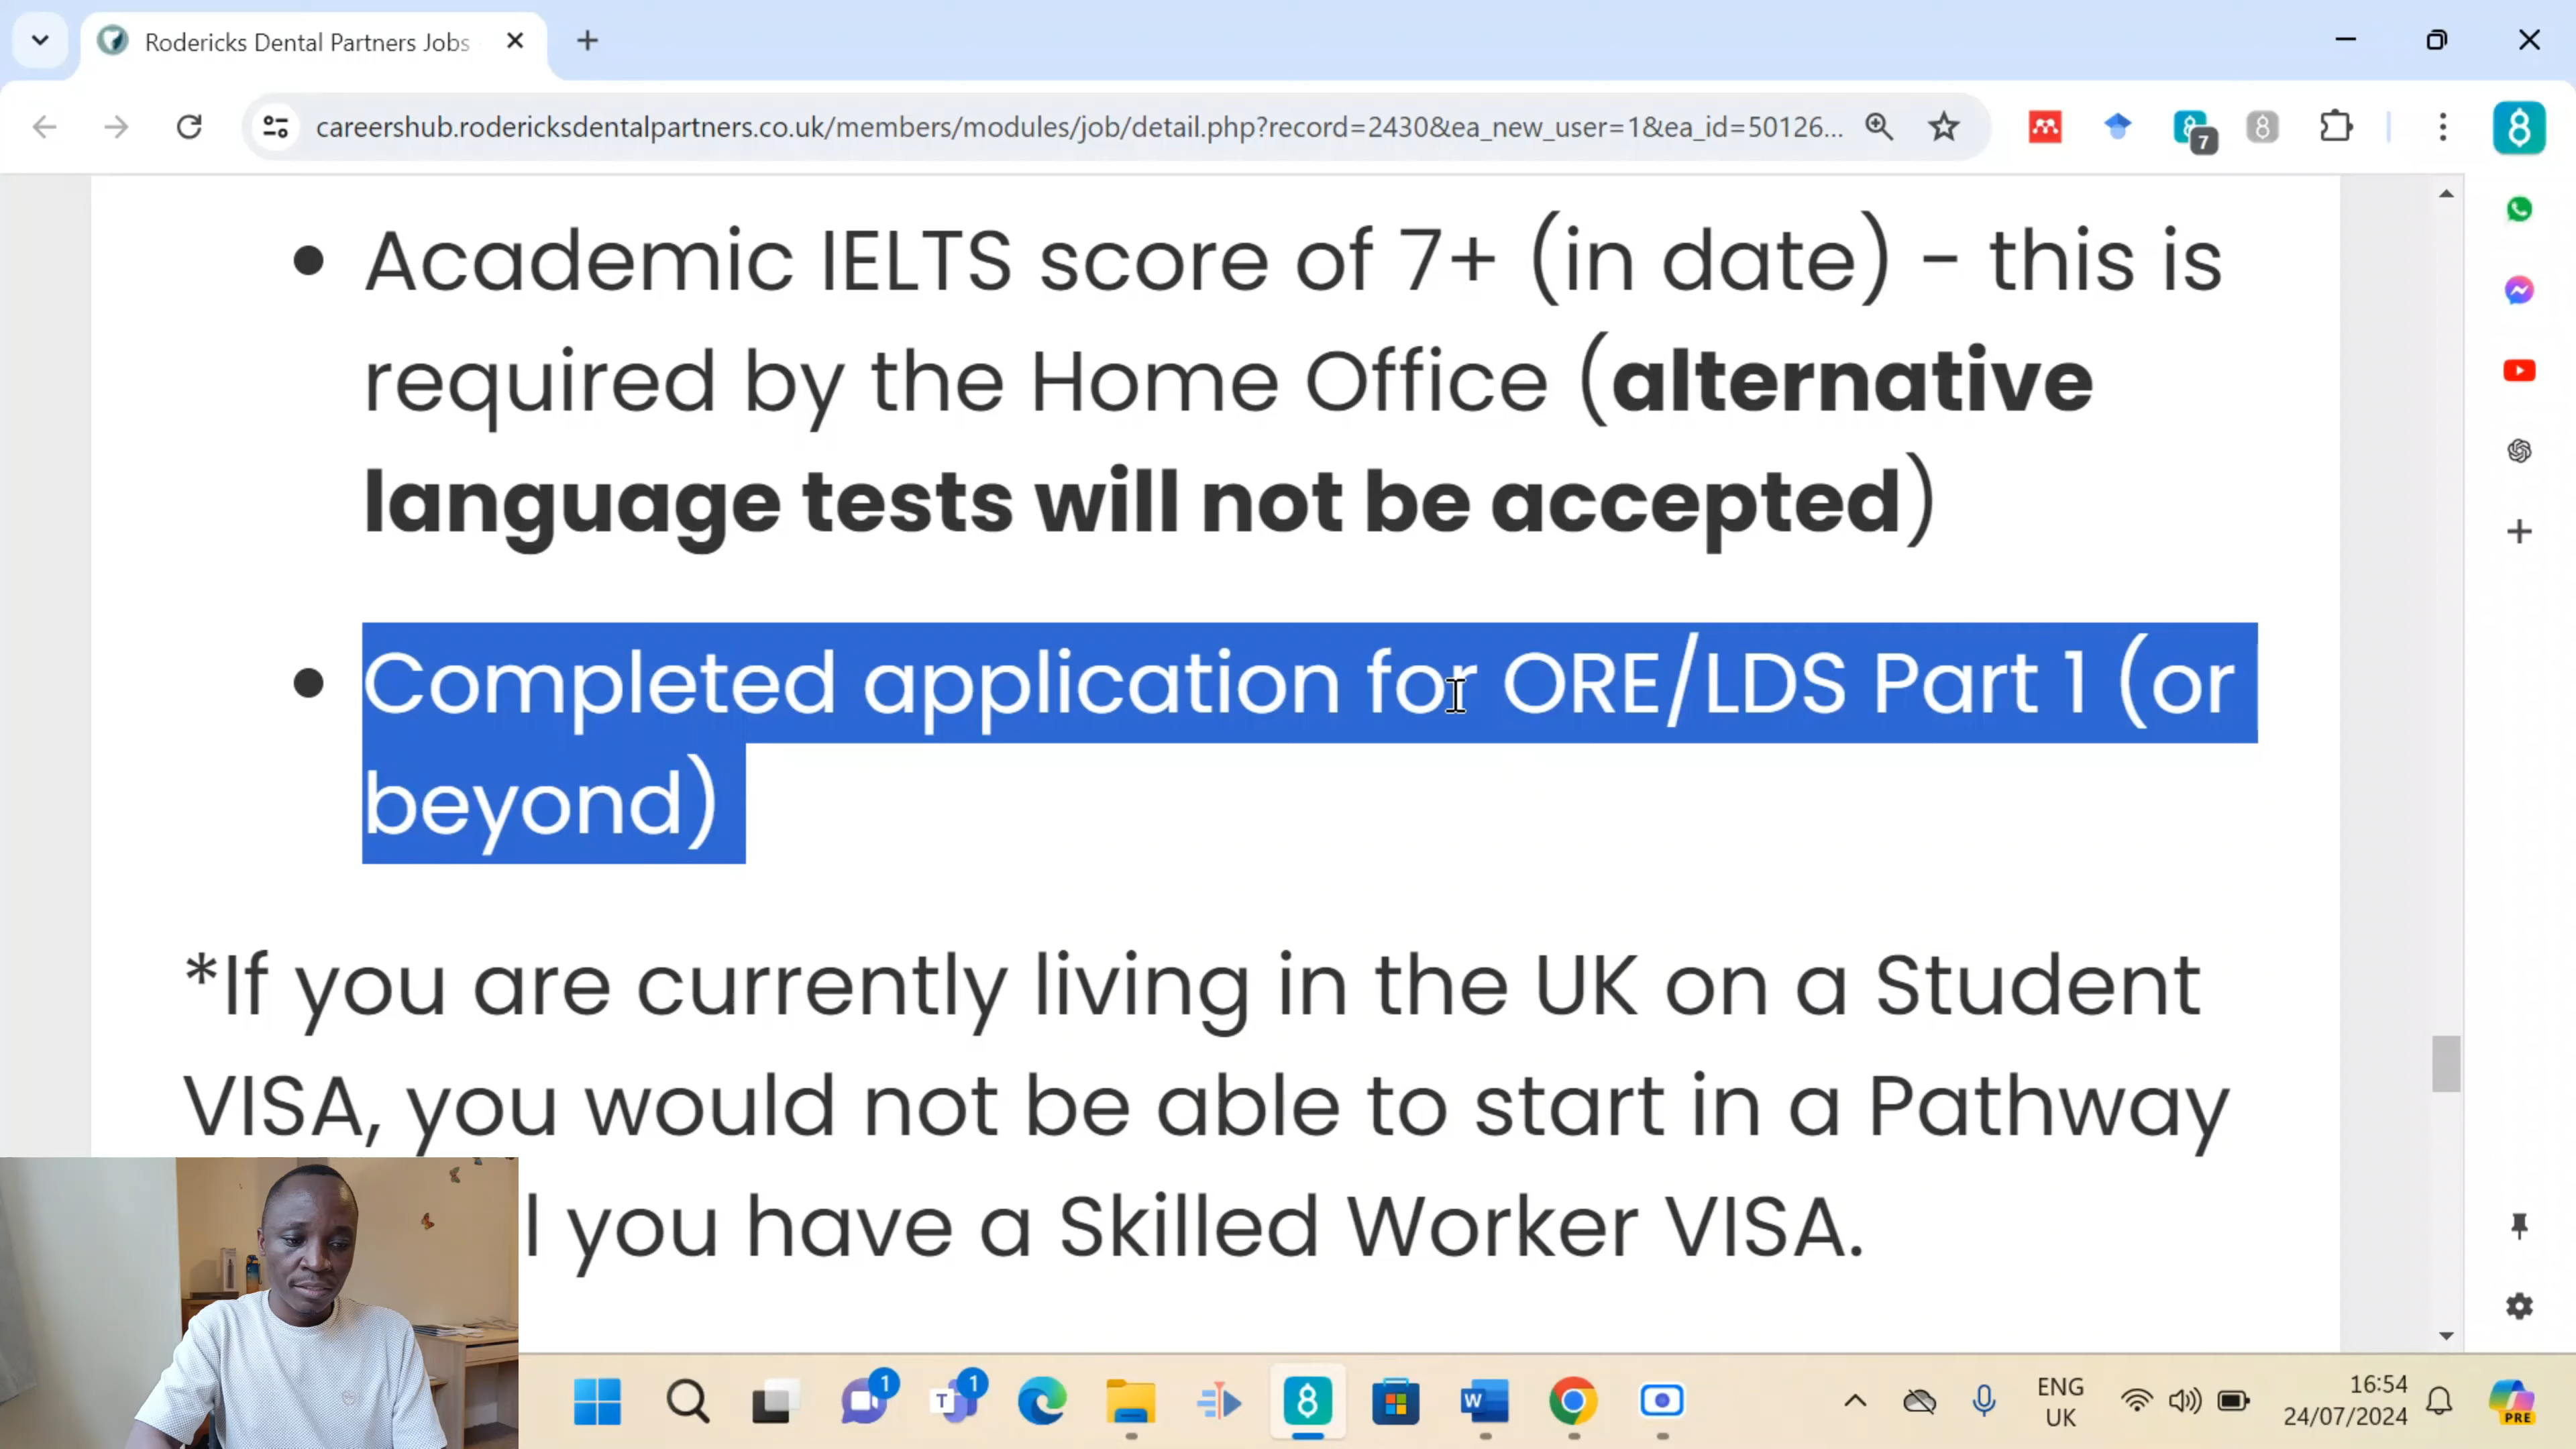 Rodericks Dental Partners Jobs
careershub.rodericksdentalpartners.co.uk/members/modules/job/detail.php?record=2430&ea_new_user=1&ea_id=50126...
7
• Academic IELTS score of 7+ (in date) - this is
required by the Home Office (alternative
language tests will not be accepted)
• Completed application for ORE/LDS Part 1 (or
beyond)
*If you are currently living in the UK on a Student
VISA, you would not be able to start in a Pathway
l you have a Skilled Worker VISA.
1
T
1
W
ENG
UK
16:54
24/07/2024
PRE